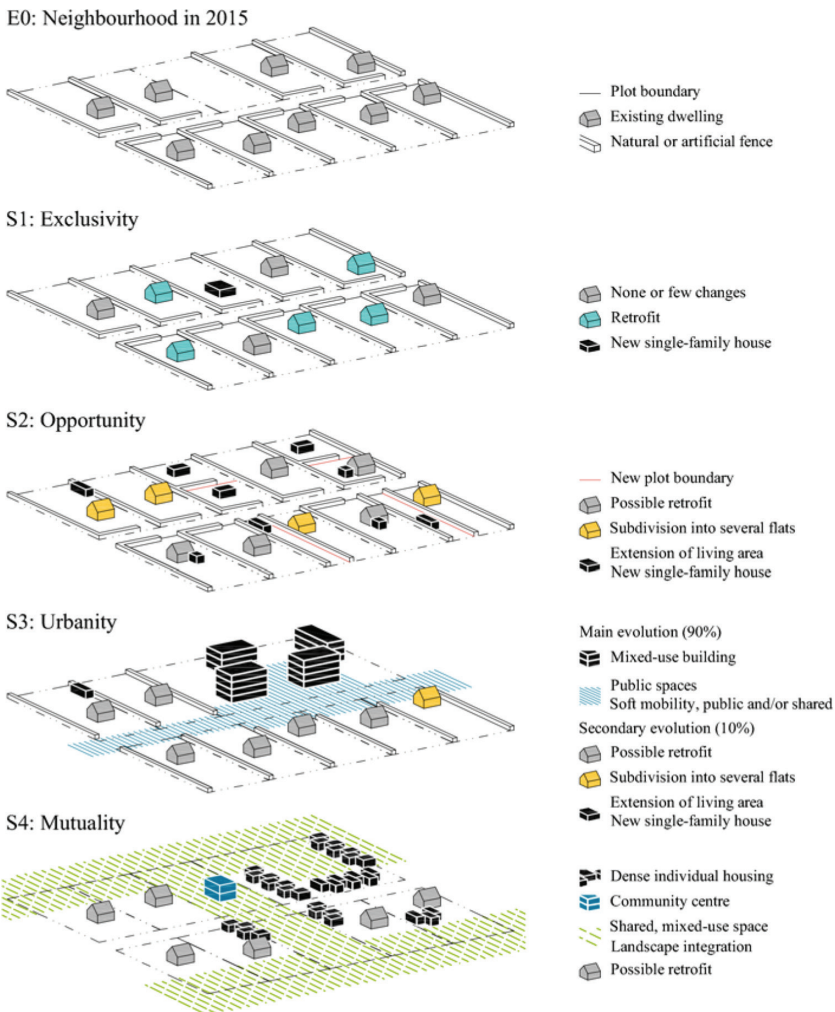 E0: Neighbourhood in 2015
Plot boundary
Existing dwelling
Natural or artificial fence
S1: Exclusivity
None or few changes
Retrofit
New single-family house
S2: Opportunity
New plot boundary
Possible retrofit
Subdivision into several flats
Extension of living area
New single-family house
S3: Urbanity
Main evolution (90%)
Mixed-use building
Public spaces
Soft mobility, public and/or shared
Secondary evolution (10%)
Possible retrofit
Subdivision into several flats
Extension of living area
New single-family house
S4: Mutuality
Dense individual housing
Community centre
Shared, mixed-use space
Landscape integration
Possible retrofit